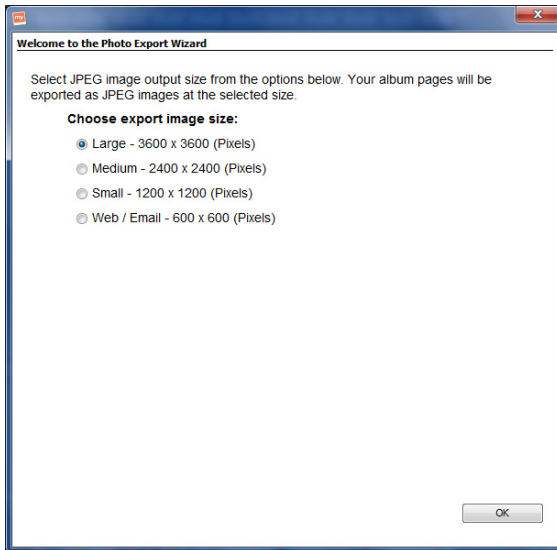 my
Welcome to the Photo Export Wizard
Select JPEG image output size from the options below. Your album pages will be
exported as JPEG images at the selected size.
Choose export image size:
Large - 3600 x 3600 (Pixels)
Medium - 2400 x 2400 (Pixels)
Small - 1200 x 1200 (Pixels)
Web / Email - 600 x 600 (Pixels)
OK